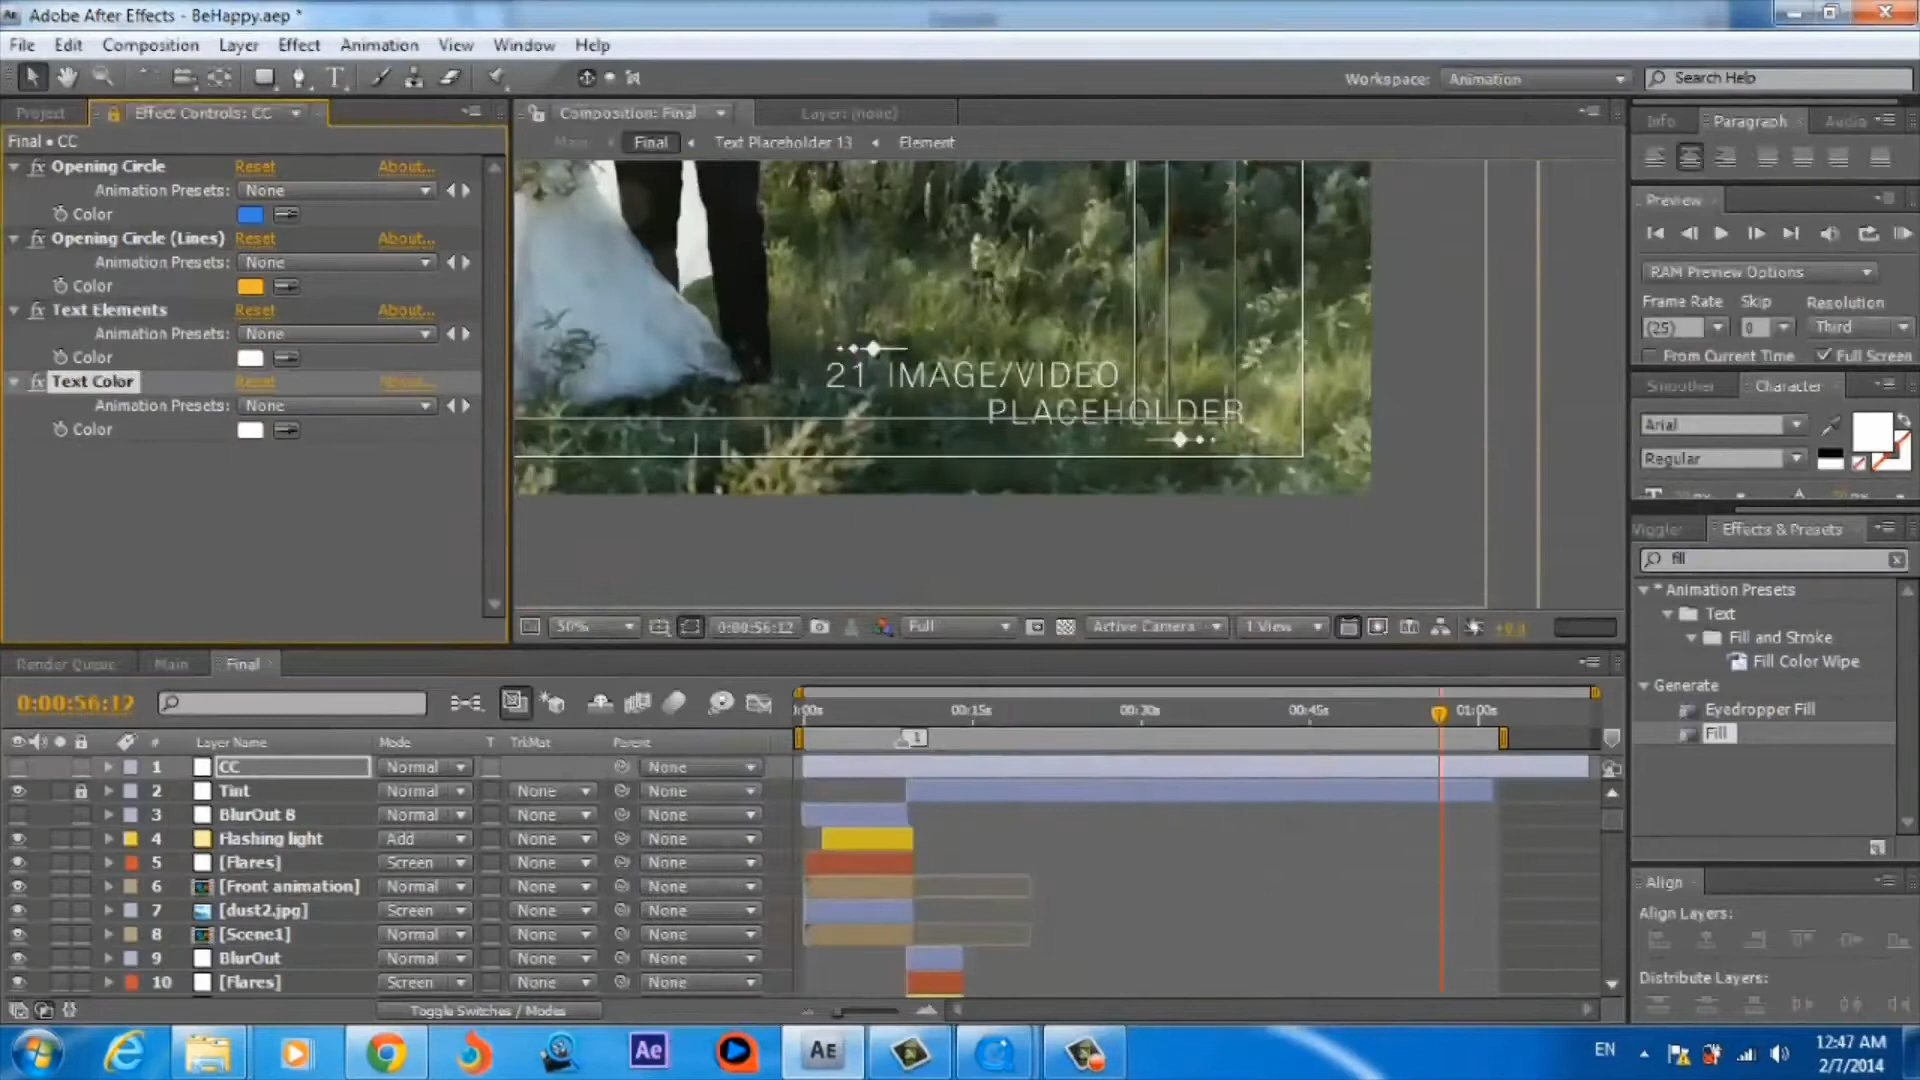 Adobe After Effects - BeHappy.aep *
File Edit Composition Layer Effect Animation View Window Help
Workspace: Animation Search Help
Project Effect Controls: CC
Composition: Final Layer: (none)
Info Paragraph Audio
Final • CC
Main Final Text Placeholder 13 Element
Opening Circle Reset About...
Animation Presets: None
Color
Opening Circle (Lines) Reset About...
Animation Presets: None
Color
Text Elements Reset About...
Animation Presets: None
Color
Text Color Reset About...
Animation Presets: None
Color
21 IMAGE/VIDEO
PLACEHOLDER
Preview
RAM Preview Options
Frame Rate Skip Resolution
(25) 0 Third
From Current Time Full Screen
Smoother Character
Arial
Regular
Wiggler Effects & Presets
fill
* Animation Presets
Text
Fill and Stroke
Fill Color Wipe
Generate
Eyedropper Fill
Fill
Align
Align Layers:
Distribute Layers:
50% 0:00:56:12 Full Active Camera 1 View +0.0
Render Queue Main Final
0:00:56:12
0:00s 00:15s 00:30s 00:45s 01:00s
1
# Layer Name Mode T TrkMat Parent
1 CC Normal None
2 Tint Normal None None
3 BlurOut 8 Normal None None
4 Flashing light Add None None
5 [Flares] Screen None None
6 [Front animation] Normal None None
7 [dust2.jpg] Screen None None
8 [Scene1] Normal None None
9 BlurOut Normal None None
10 [Flares] Screen None None
Toggle Switches / Modes
Ae AE
EN
12:47 AM
2/7/2014